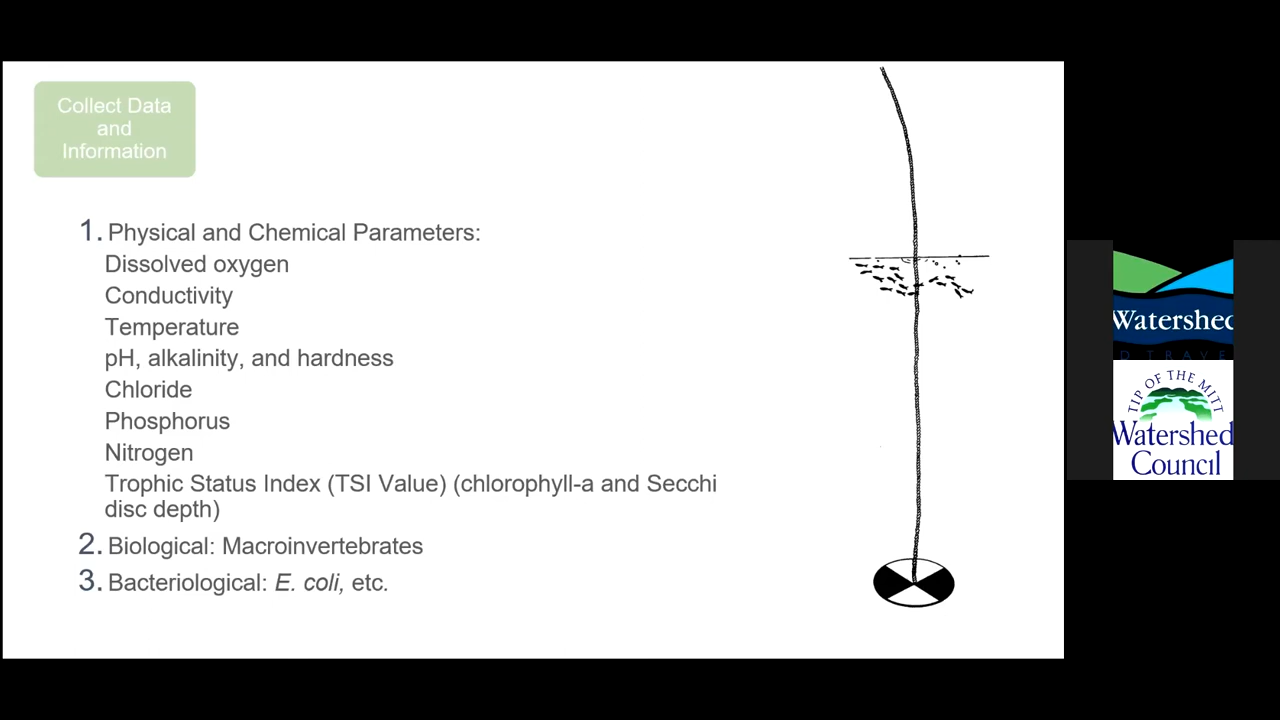 Collect Data
and
Information
1. Physical and Chemical Parameters:
Dissolved oxygen
Conductivity
Temperature
pH, alkalinity, and hardness
Chloride
Phosphorus
Nitrogen
Trophic Status Index (TSI Value) (chlorophyll-a and Secchi
disc depth)
2. Biological: Macroinvertebrates
3. Bacteriological: E. coli, etc.
Watershed
D TRAVE
TIP OF THE MITT
Watershed
Council